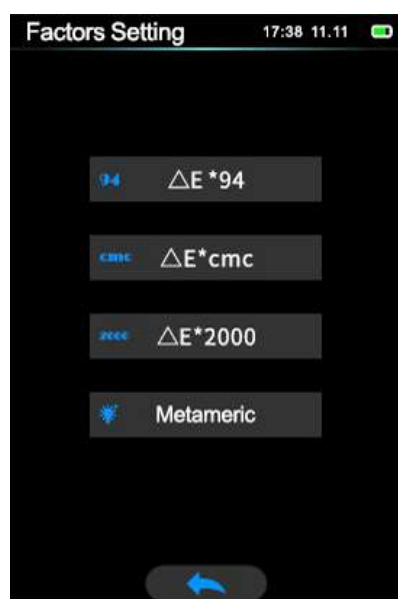 Factors Setting 17:38 11.11
94 △E*94
cmc △E*cmc
2000 △E*2000
Metameric